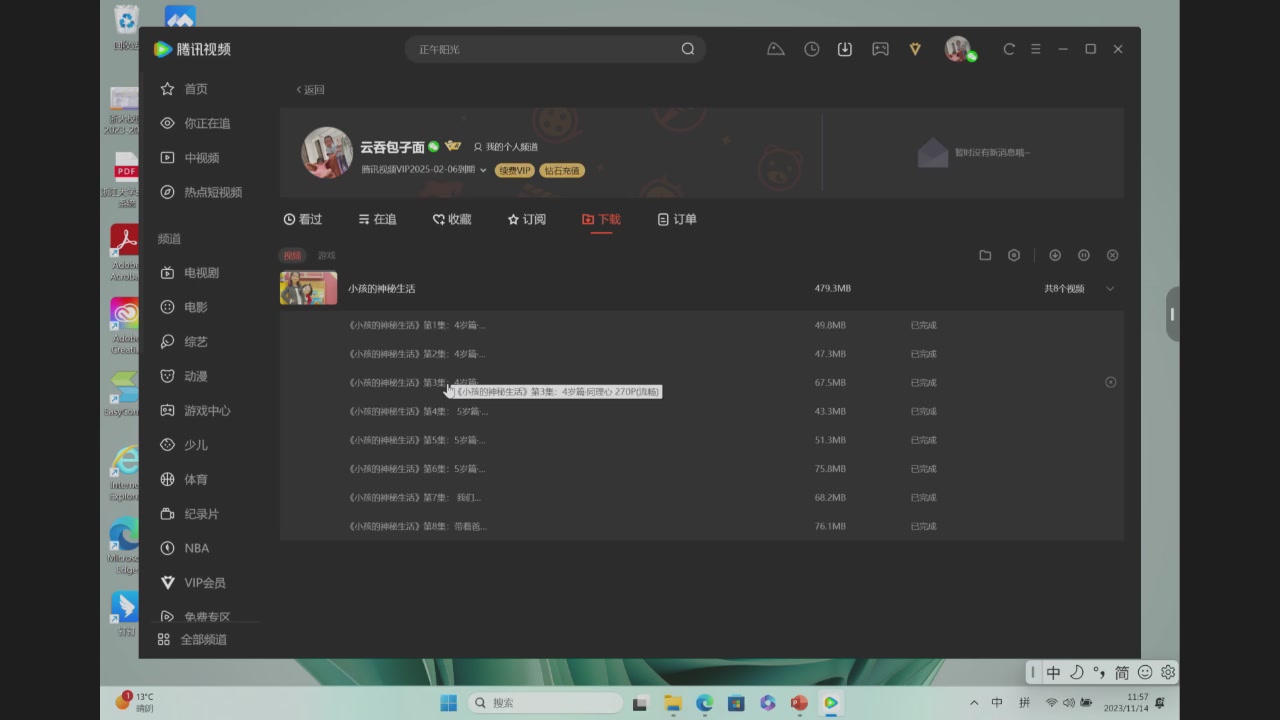 腾讯视频
正午阳光
首页
你正在追
中视频
热点短视频
频道
电视剧
电影
综艺
动漫
游戏中心
少儿
体育
纪录片
NBA
VIP会员
免费专区
全部频道
返回
云吞包子面
我的个人频道
腾讯视频VIP2025-02-06到期
续费VIP
钻石充值
暂时没有新消息哦~
看过
在追
收藏
订阅
下载
订单
视频
游戏
小孩的神秘生活 479.3MB 共8个视频
《小孩的神秘生活》第1集：4岁篇·... 49.8MB 已完成
《小孩的神秘生活》第2集：4岁篇·... 47.3MB 已完成
《小孩的神秘生活》第3集：4岁篇· 67.5MB 已完成
《小孩的神秘生活》第3集：4岁篇·同理心 270P(流畅)
《小孩的神秘生活》第4集： 5岁篇·... 43.3MB 已完成
《小孩的神秘生活》第5集：5岁篇·... 51.3MB 已完成
《小孩的神秘生活》第6集：5岁篇·... 75.8MB 已完成
《小孩的神秘生活》第7集： 我们... 68.2MB 已完成
《小孩的神秘生活》第8集：带着爸... 76.1MB 已完成
PDF
Adobe
Adobe
Creati
EasyCon
Interne
Explore
Microso
Edge
钉钉
中 简
1
13°C
晴朗
搜索
中 拼
11:57
2023/11/14